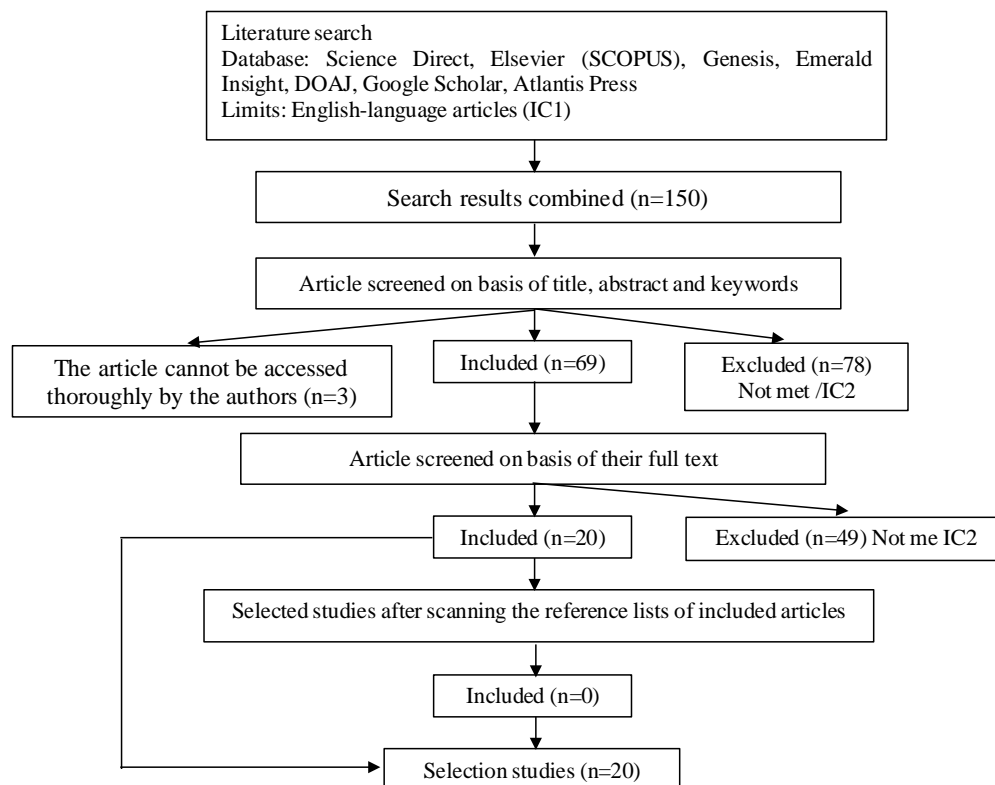 Literature search
Database: Science Direct, Elsevier (SCOPUS), Genesis, Emerald
Insight, DOAJ, Google Scholar, Atlantis Press
Limits: English-language articles (IC1)
Search results combined (n=150)
Article screened on basis of title, abstract and keywords
The article cannot be accessed
thoroughly by the authors (n=3)
Included (n=69)
Excluded (n=78)
Not met /IC2
Article screened on basis of their full text
Included (n=20)
Excluded (n=49) Not me IC2
Selected studies after scanning the reference lists of included articles
Included (n=0)
Selection studies (n=20)